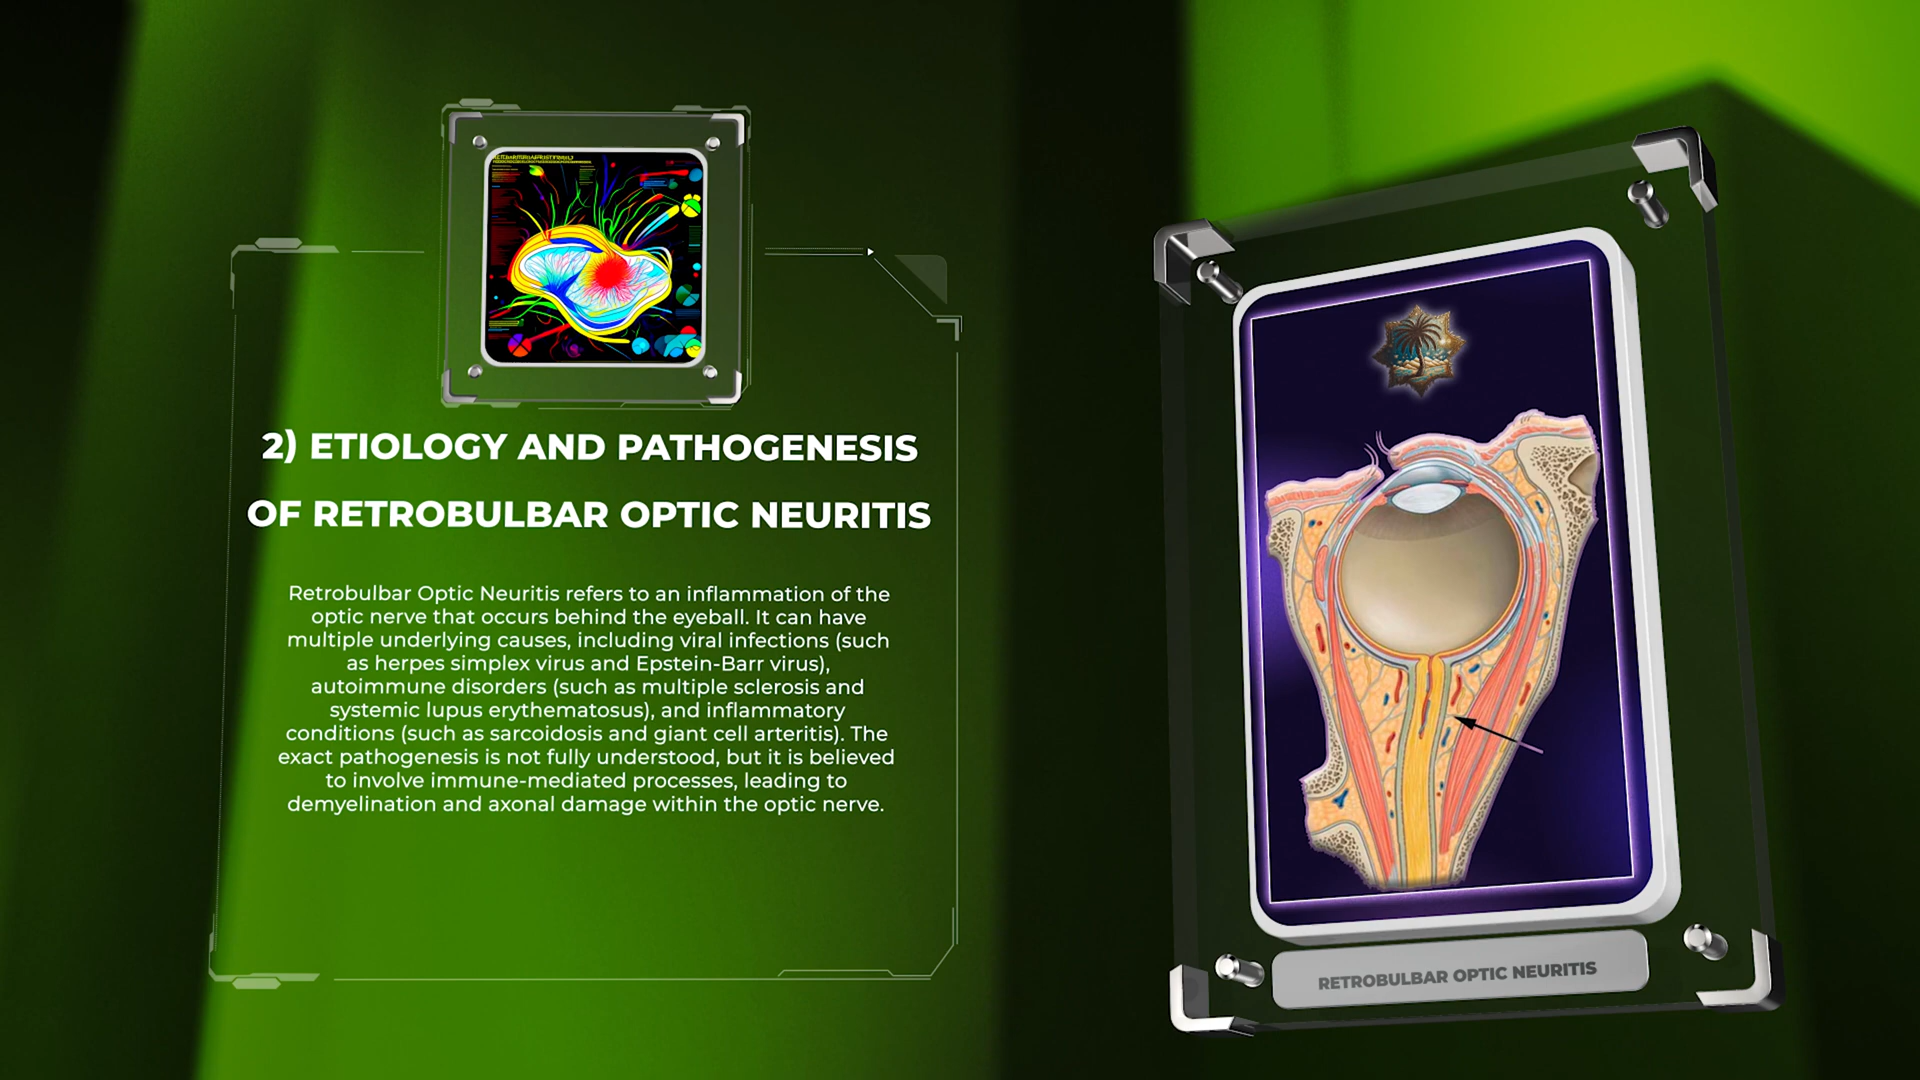 2) ETIOLOGY AND PATHOGENESIS
OF RETROBULBAR OPTIC NEURITIS
Retrobulbar Optic Neuritis refers to an inflammation of the
optic nerve that occurs behind the eyeball. It can have
multiple underlying causes, including viral infections (such
as herpes simplex virus and Epstein-Barr virus),
autoimmune disorders (such as multiple sclerosis and
systemic lupus erythematosus), and inflammatory
conditions (such as sarcoidosis and giant cell arteritis). The
exact pathogenesis is not fully understood, but it is believed
to involve immune-mediated processes, leading to
demyelination and axonal damage within the optic nerve.
RETROBULBAR OPTIC NEURITIS